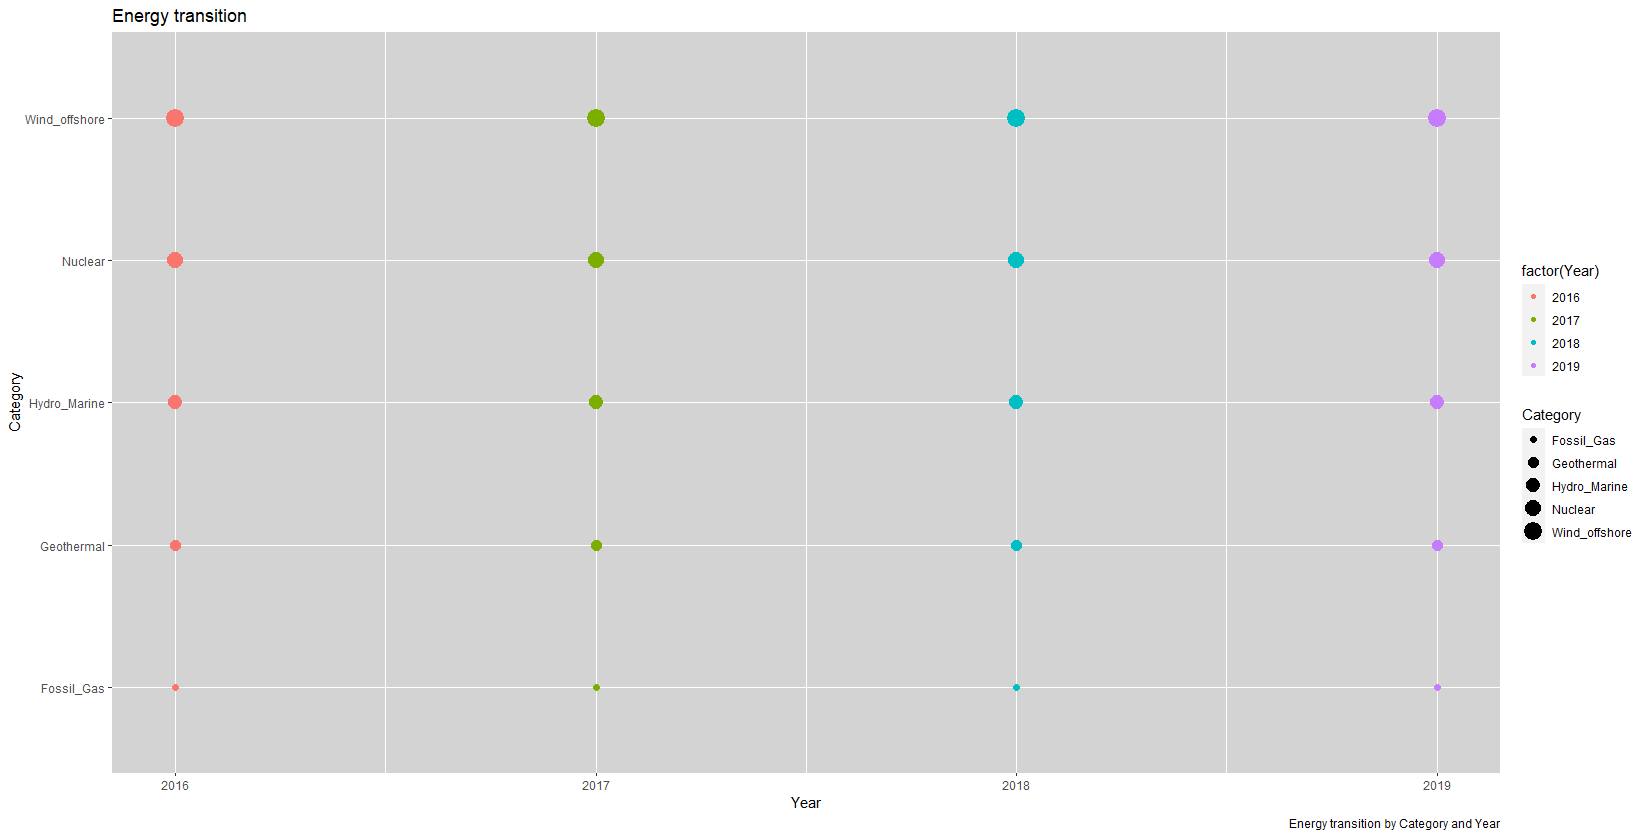 Energy transition
Wind_offshore
Nuclear
Hydro_Marine
Geothermal
Fossil_Gas
Category
2016
2017
2018
2019
Year
factor(Year)
2016
2017
2018
2019
Category
Fossil_Gas
Geothermal
Hydro_Marine
Nuclear
Wind_offshore
Energy transition by Category and Year